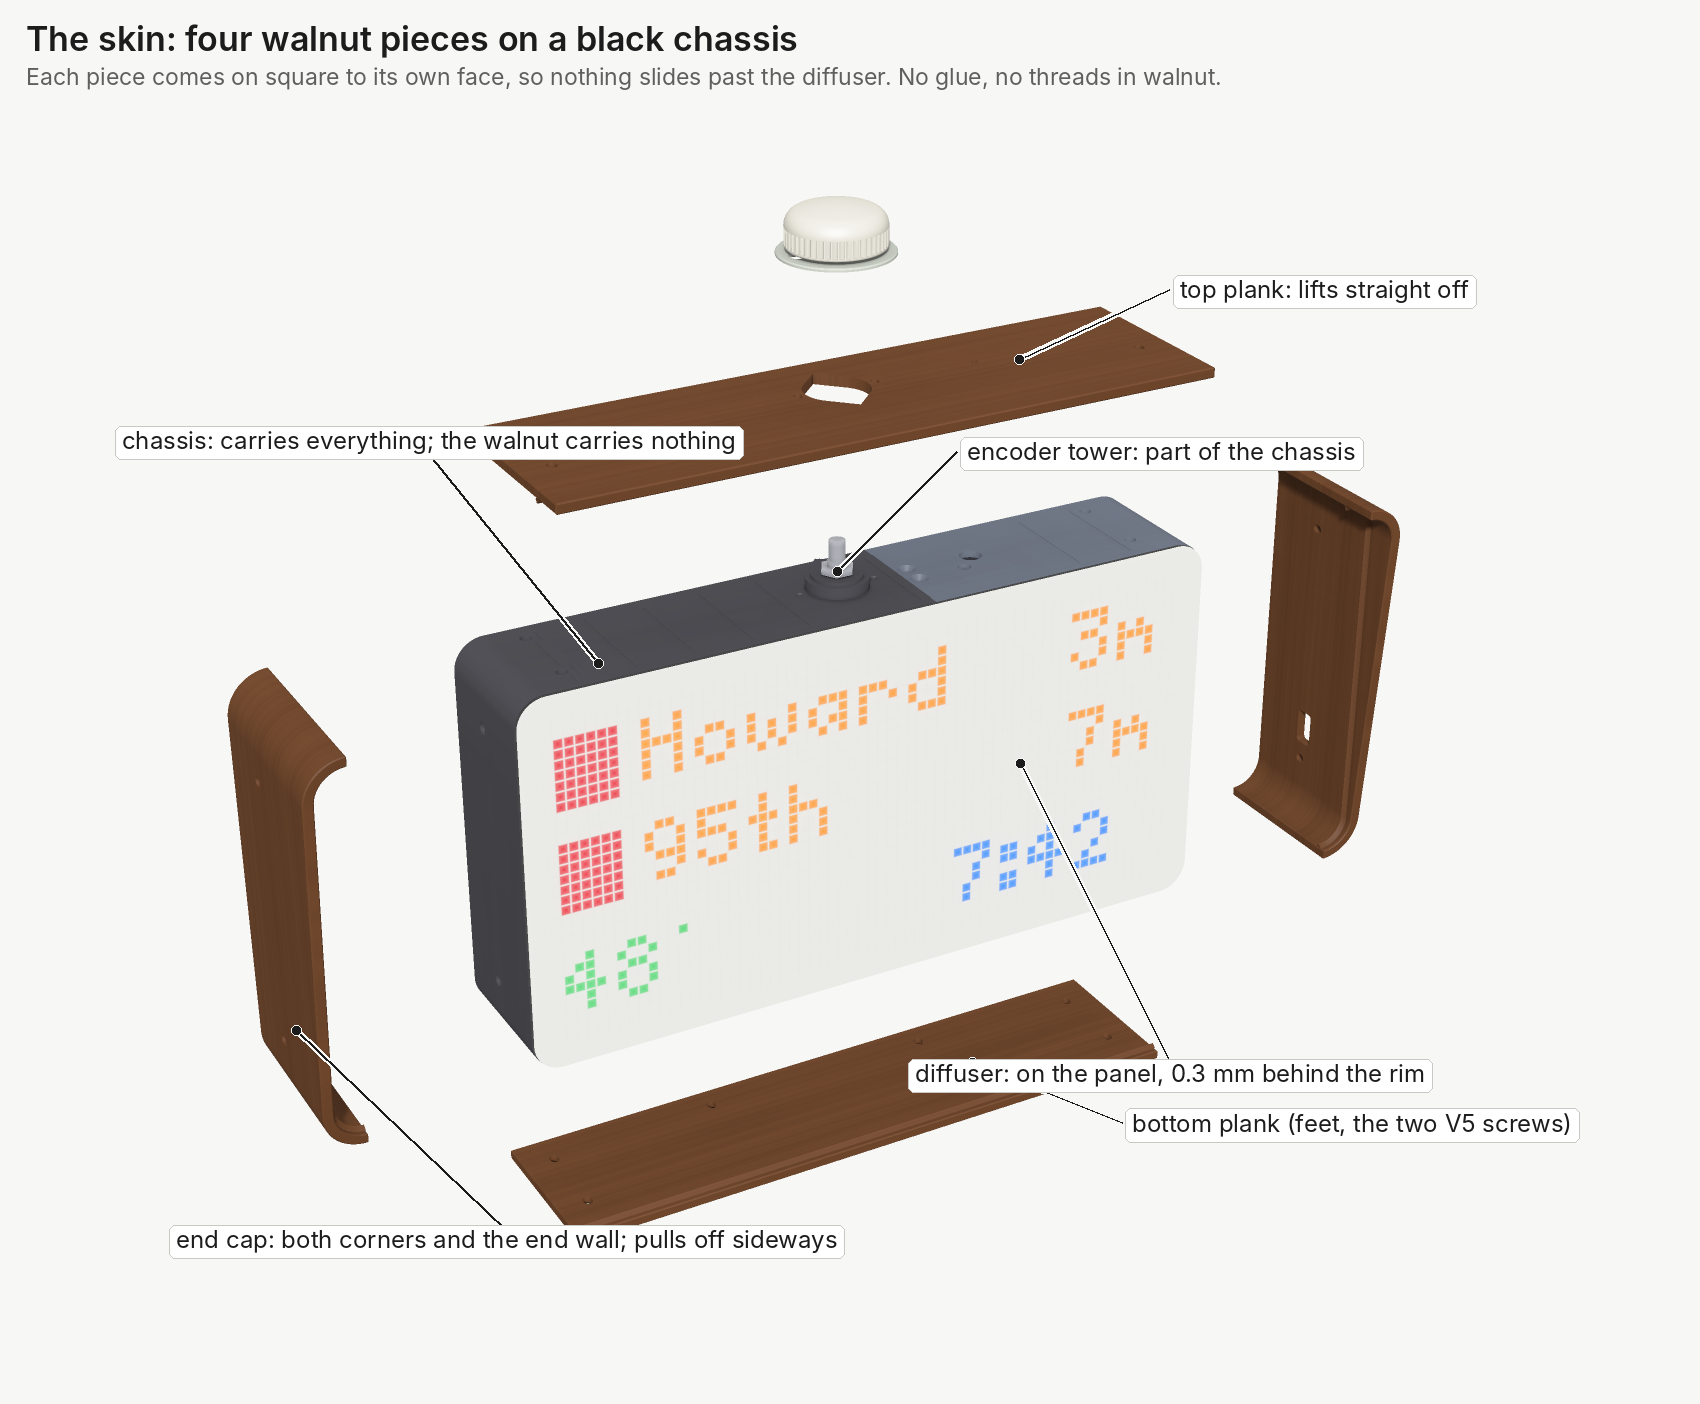 The skin: four walnut pieces on a black chassis
Each piece comes on square to its own face, so nothing slides past the diffuser. No glue, no threads in walnut.
top plank: lifts straight off
chassis: carries everything; the walnut carries nothing
encoder tower: part of the chassis
Howard 3m
95th 7m
48° 7:42
diffuser: on the panel, 0.3 mm behind the rim
bottom plank (feet, the two V5 screws)
end cap: both corners and the end wall; pulls off sideways